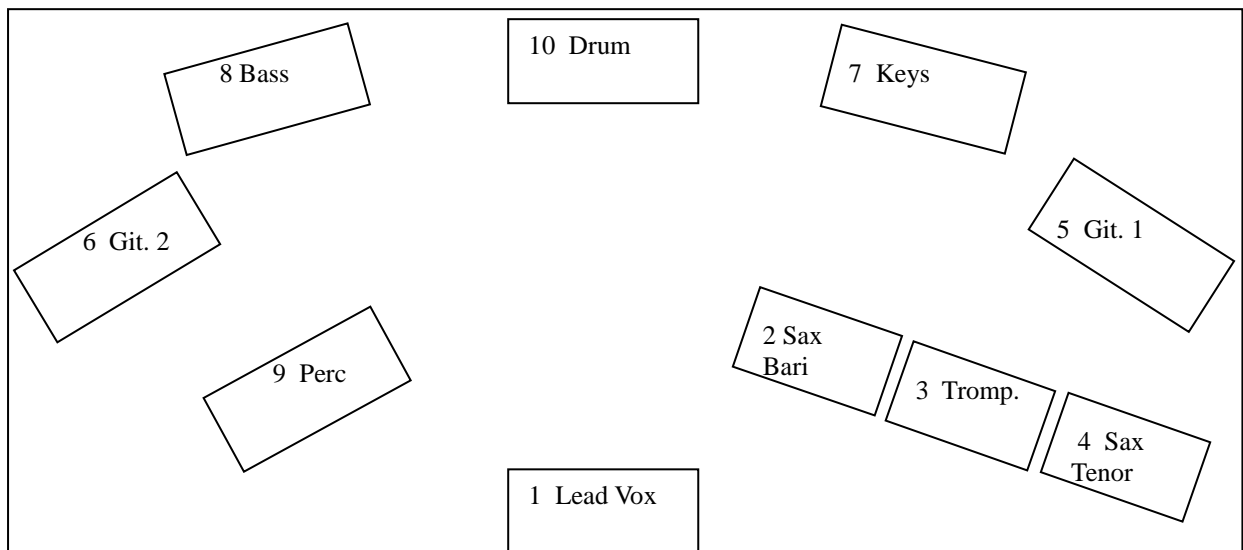 10 Drum
8 Bass
7 Keys
6 Git. 2
5 Git. 1
2 Sax
Bari
9 Perc
3 Tromp.
4 Sax
Tenor
1 Lead Vox